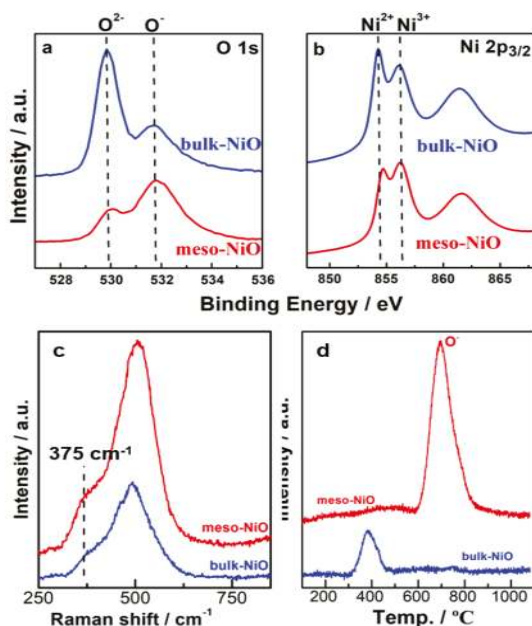 O²⁻ O⁻
a O 1s
bulk-NiO
meso-NiO
Intensity / a.u.
528 530 532 534 536
Ni²⁺ Ni³⁺
b Ni 2p₃/₂
bulk-NiO
meso-NiO
Intensity / a.u.
850 855 860 865
Binding Energy / eV
c
375 cm⁻¹
meso-NiO
bulk-NiO
Intensity / a.u.
250 500 750
Raman shift / cm⁻¹
d O⁻
meso-NiO
bulk-NiO
Intensity / a.u.
200 400 600 800 1000
Temp. / ºC